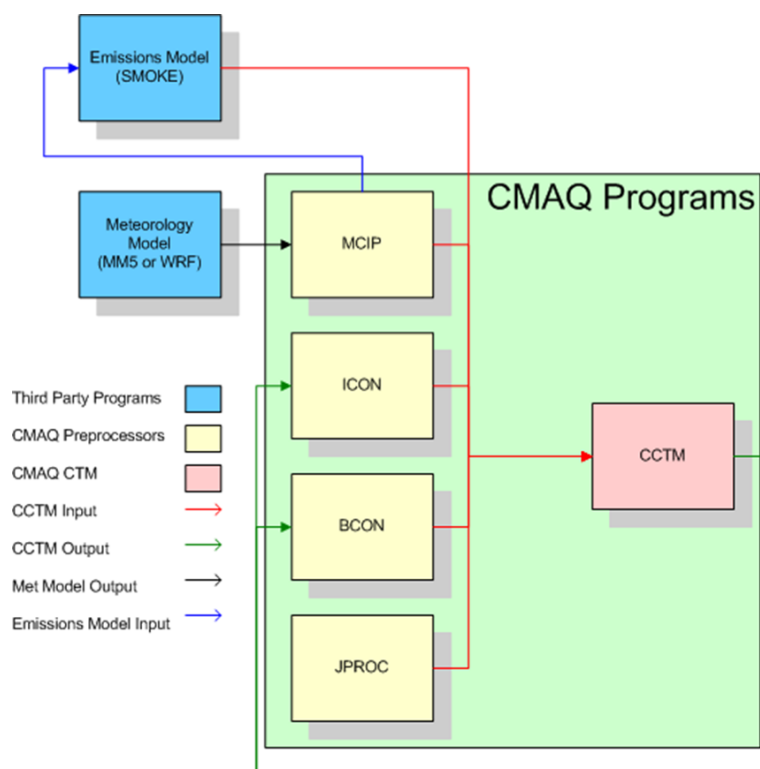 Emissions Model
(SMOKE)
CMAQ Programs
Meteorology
Model
(MM5 or WRF)
MCIP
ICON
Third Party Programs
CMAQ Preprocessors
CMAQ CTM
CCTM Input
CCTM Output
Met Model Output
Emissions Model Input
CCTM
BCON
JPROC